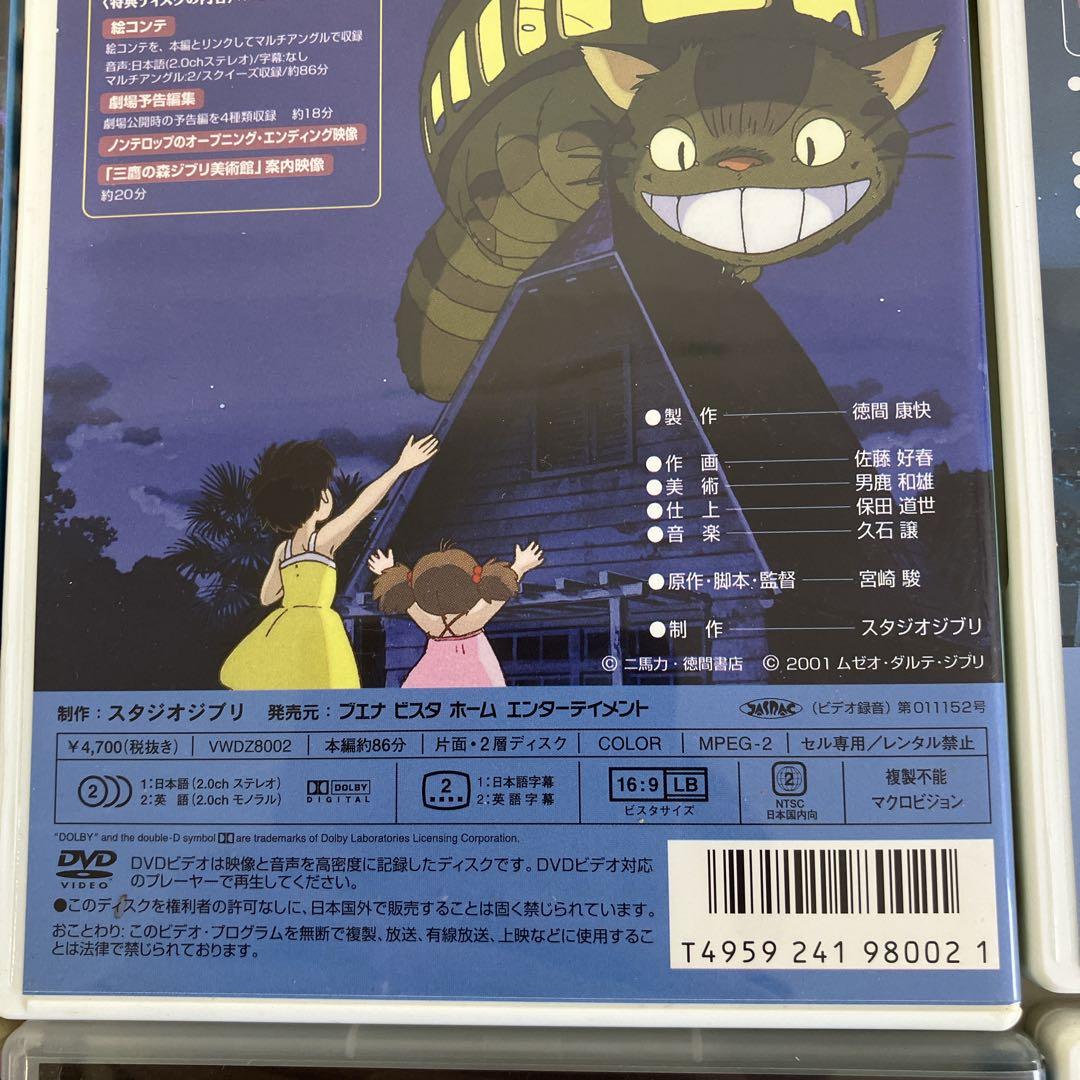 〈特典ディスクの内容〉
絵コンテ
絵コンテを、本編とリンクしてマルチアングルで収録
音声:日本語(2.0chステレオ)/字幕:なし
マルチアングル:2/スクイーズ収録/約86分
劇場予告編集
劇場公開時の予告編を4種類収録 約18分
ノンテロップのオープニング・エンディング映像
「三鷹の森ジブリ美術館」案内映像
約20分
●製 作 徳間 康快
●作 画 佐藤 好春
●美 術 男鹿 和雄
●仕 上 保田 道世
●音 楽 久石 譲
●原作・脚本・監督 宮崎 駿
●制 作 スタジオジブリ
© 二馬力・徳間書店 © 2001 ムゼオ・ダルテ・ジブリ
制作：スタジオジブリ 発売元：ブエナ ビスタ ホーム エンターテイメント JASRAC (ビデオ録音) 第011152号
¥4,700(税抜き) VWDZ8002 本編約86分 片面・2層ディスク COLOR MPEG-2 セル専用／レンタル禁止
2 1:日本語(2.0ch ステレオ) 2:英 語(2.0ch モノラル) DOLBY DIGITAL
2 1:日本語字幕 2:英語字幕
16:9 LB ビスタサイズ
2 NTSC 日本国内向
複製不能 マクロビジョン
"DOLBY" and the double-D symbol are trademarks of Dolby Laboratories Licensing Corporation.
DVD VIDEO
DVDビデオは映像と音声を高密度に記録したディスクです。DVDビデオ対応
のプレーヤーで再生してください。
●このディスクを権利者の許可なしに、日本国外で販売することは固く禁じられています。
おことわり:このビデオ・プログラムを無断で複製、放送、有線放送、上映などに使用するこ
とは法律で禁じられております。
T4959 241 98002 1